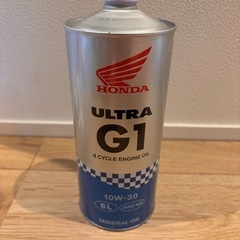 HONDA
ULTRA
G1
4 CYCLE ENGINE OIL
10W-30
SL
MINERAL OIL